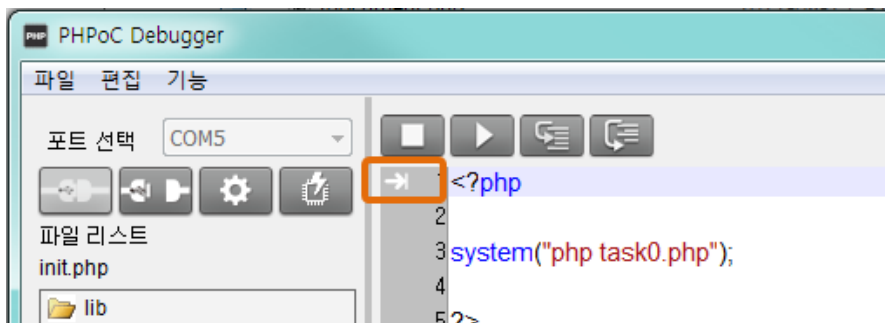 PHPoC Debugger
파일 편집 기능
포트 선택 COM5
파일 리스트
init.php
lib
1 <?php
2
3 system("php task0.php");
4
5 ?>